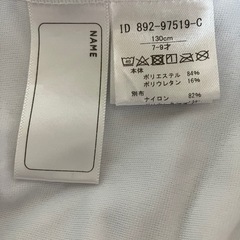 NAME
ID 892-97519-C
130cm
7-9才
本体
ポリエステル 84%
ポリウレタン 16%
別布
ナイロン 82%